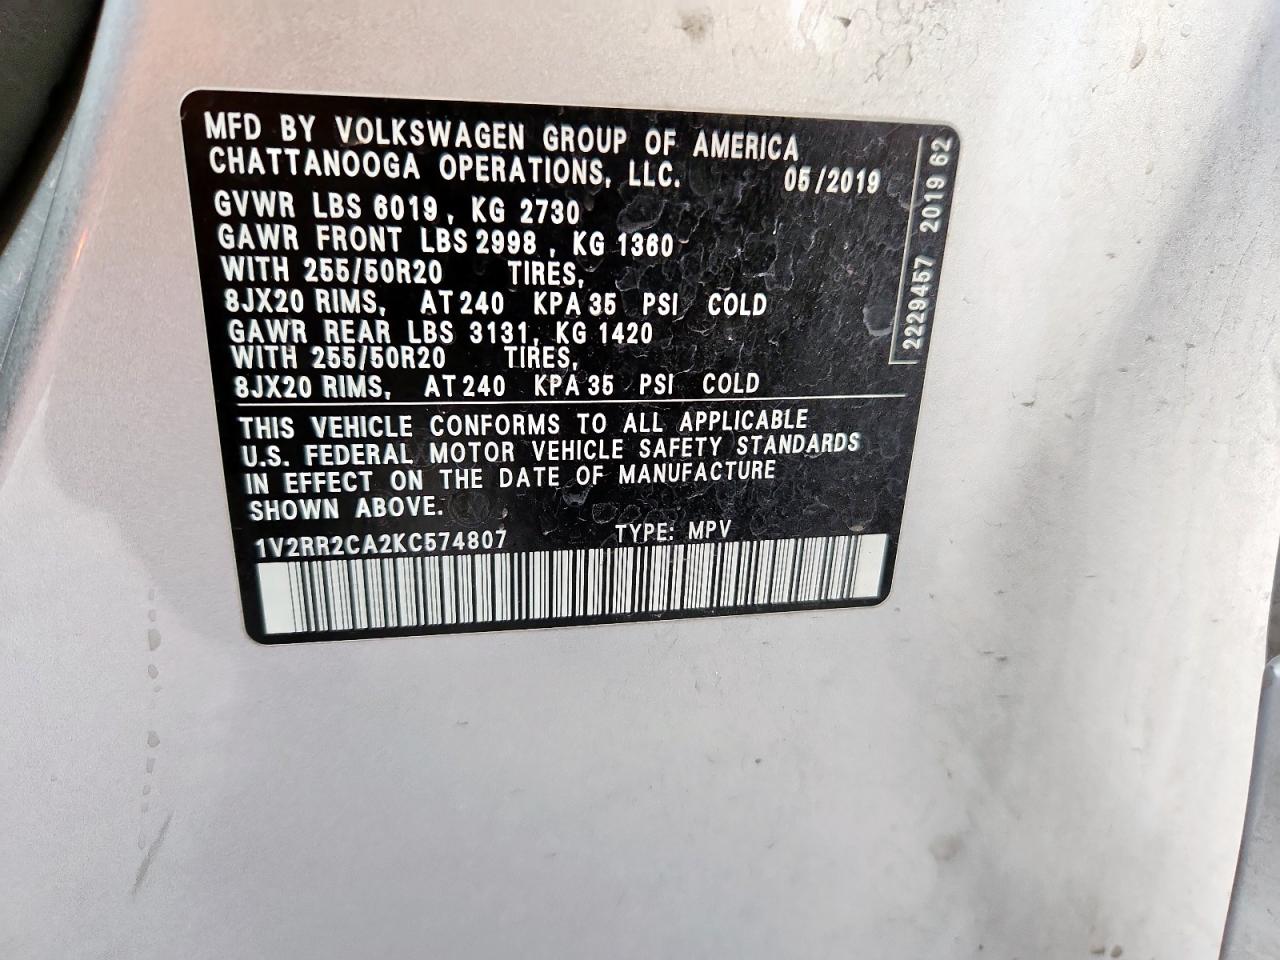 MFD BY VOLKSWAGEN GROUP OF AMERICA
CHATTANOOGA OPERATIONS, LLC. 05/2019
GVWR LBS 6019, KG 2730
GAWR FRONT LBS 2998, KG 1360
WITH 255/50R20 TIRES,
8JX20 RIMS, AT 240 KPA 35 PSI COLD
GAWR REAR LBS 3131, KG 1420
WITH 255/50R20 TIRES,
8JX20 RIMS, AT 240 KPA 35 PSI COLD
THIS VEHICLE CONFORMS TO ALL APPLICABLE
U.S. FEDERAL MOTOR VEHICLE SAFETY STANDARDS
IN EFFECT ON THE DATE OF MANUFACTURE
SHOWN ABOVE.
1V2RR2CA2KC574807 TYPE: MPV
2229457 2019 62